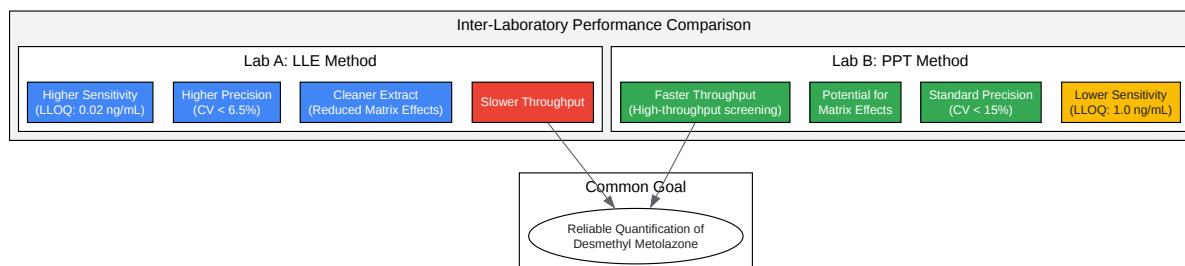 Inter-Laboratory Performance Comparison
Lab A: LLE Method
Higher Sensitivity
(LLOQ: 0.02 ng/mL)
Higher Precision
(CV < 6.5%)
Cleaner Extract
(Reduced Matrix Effects)
Slower Throughput
Lab B: PPT Method
Faster Throughput
(High-throughput screening)
Potential for
Matrix Effects
Standard Precision
(CV < 15%)
Lower Sensitivity
(LLOQ: 1.0 ng/mL)
Common Goal
Reliable Quantification of
Desmethyl Metolazone